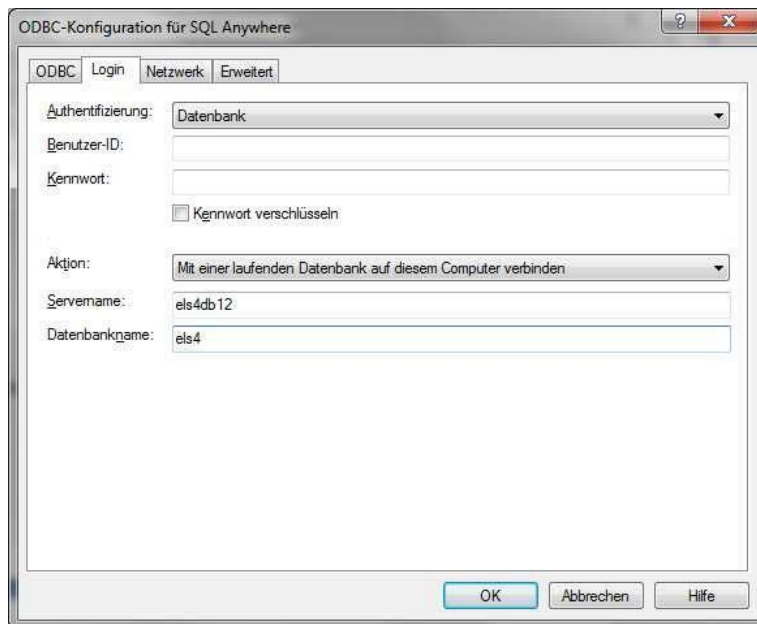 ODBC-Konfiguration für SQL Anywhere
ODBC Login Netzwerk Erweitert
Authentifizierung: Datenbank
Benutzer-ID:
Kennwort:
Kennwort verschlüsseln
Aktion: Mit einer laufenden Datenbank auf diesem Computer verbinden
Servername: els4db12
Datenbankname: els4
OK Abbrechen Hilfe